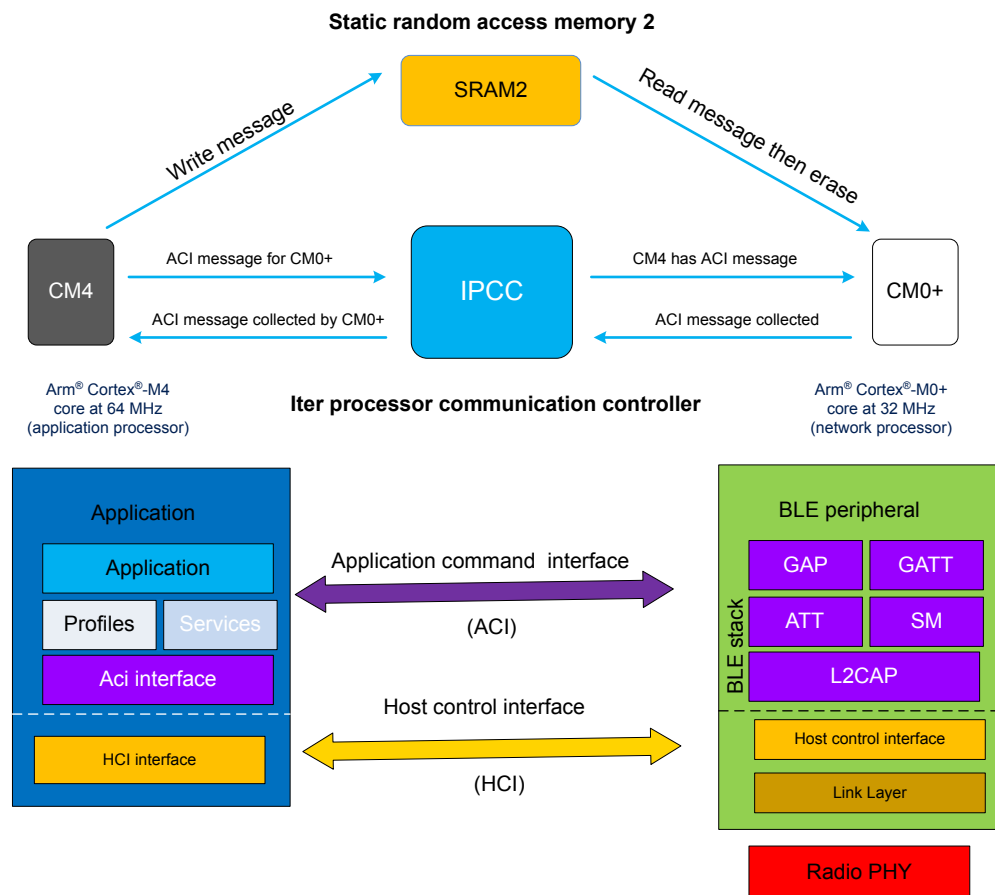 Static random access memory 2
SRAM2
Write message
Read message then erase
CM4
ACI message for CM0+
ACI message collected by CM0+
IPCC
CM4 has ACI message
ACI message collected
CM0+
Arm® Cortex®-M4
core at 64 MHz
(application processor)
Iter processor communication controller
Arm® Cortex®-M0+
core at 32 MHz
(network processor)
Application
Application
Profiles
Services
Aci interface
HCI interface
Application command interface
(ACI)
Host control interface
(HCI)
BLE peripheral
BLE stack
GAP
GATT
ATT
SM
L2CAP
Host control interface
Link Layer
Radio PHY